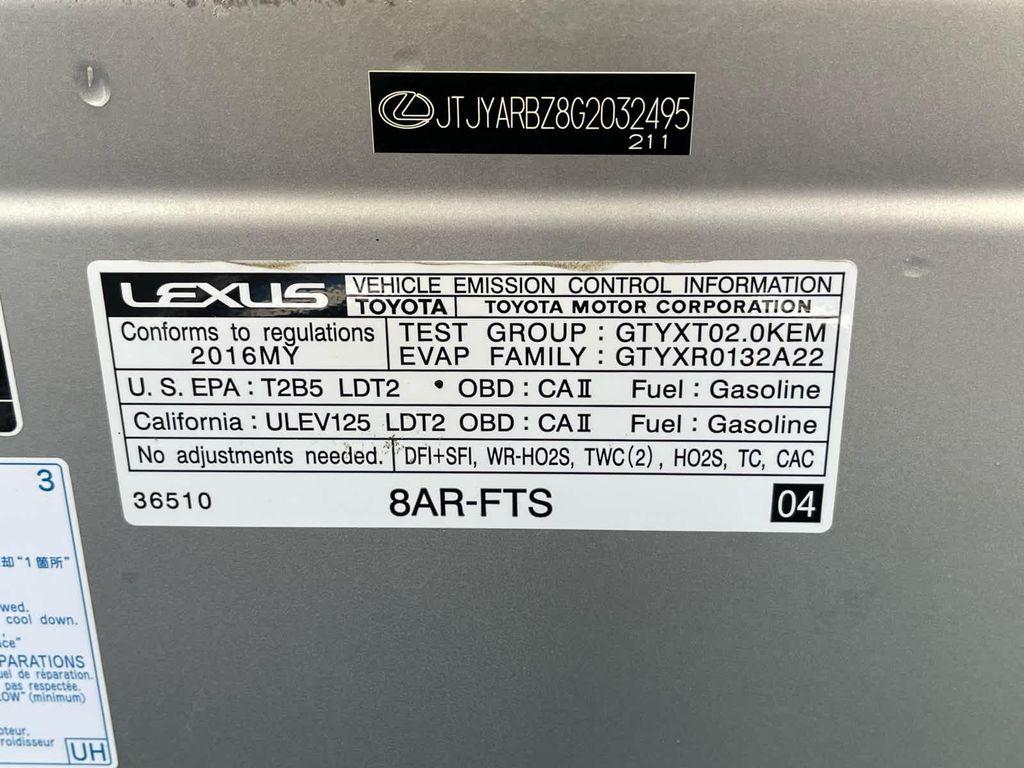 JTJYARBZ8G2032495
211
LEXUS VEHICLE EMISSION CONTROL INFORMATION
TOYOTA TOYOTA MOTOR CORPORATION
Conforms to regulations
2016MY
TEST GROUP : GTYXT02.0KEM
EVAP FAMILY : GTYXR0132A22
U. S. EPA : T2B5 LDT2 OBD : CAⅡ Fuel : Gasoline
California : ULEV125 LDT2 OBD : CAⅡ Fuel : Gasoline
No adjustments needed. DFI+SFI, WR-HO2S, TWC(2), HO2S, TC, CAC
36510 8AR-FTS 04
3
却"1箇所"
wed.
cool down.
ce"
PARATIONS
uel de réparation.
pas respectée.
LOW" (minimum)
oteur.
roidisseur
UH